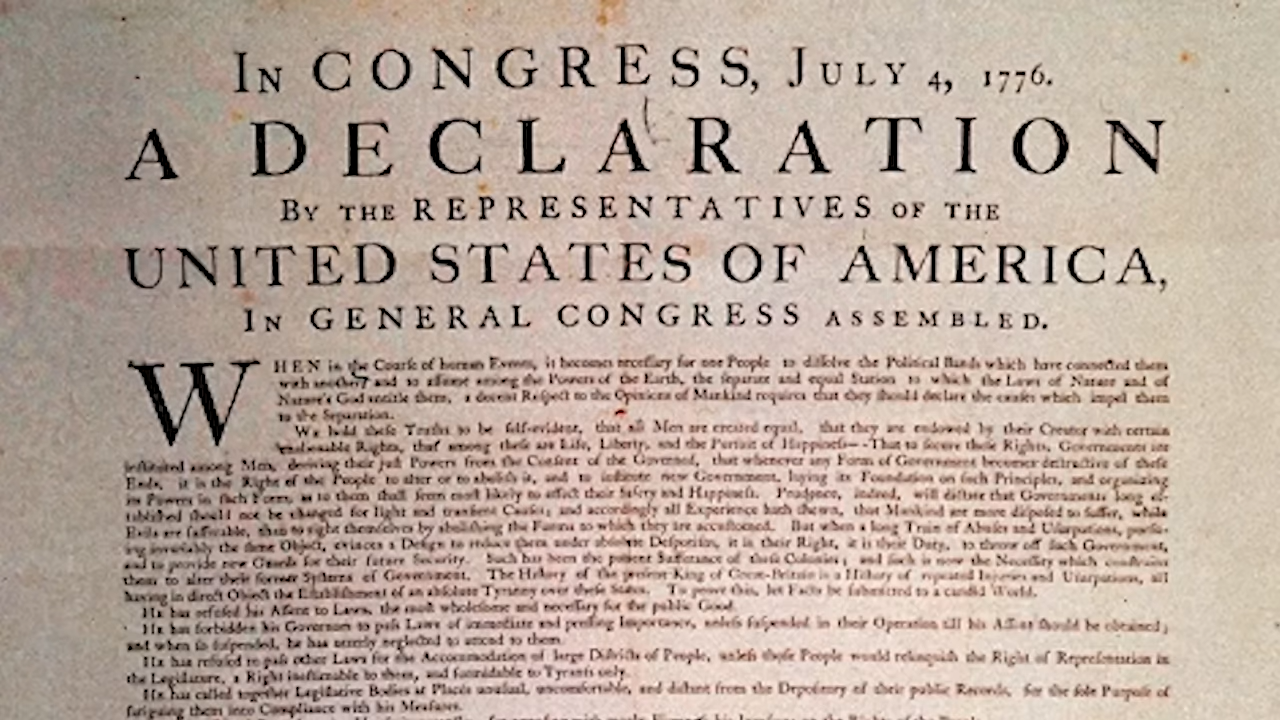 IN CONGRESS, JULY 4, 1776.
A DECLARATION
BY THE REPRESENTATIVES OF THE
UNITED STATES OF AMERICA,
IN GENERAL CONGRESS ASSEMBLED.
WHEN in the Courſe of human Events, it becomes neceſſary for one People to diſſolve the Political Bands which have connected them
with another, and to aſſume among the Powers of the Earth, the ſeparate and equal Station to which the Laws of Nature and of
Nature's God entitle them, a decent Reſpect to the Opinions of Mankind requires that they ſhould declare the cauſes which impel them
to the Separation.
We hold theſe Truths to be ſelf-evident, that all Men are created equal, that they are endowed by their Creator with certain
unalienable Rights, that among theſe are Life, Liberty, and the Purſuit of Happineſs--That to ſecure theſe Rights, Governments are
inſtituted among Men, deriving their juſt Powers from the Conſent of the Governed, that whenever any Form of Government becomes deſtructive of theſe
Ends, it is the Right of the People to alter or to aboliſh it, and to inſtitute new Government, laying its Foundation on ſuch Principles, and organizing
its Powers in ſuch Form, as to them ſhall ſeem moſt likely to effect their Safety and Happineſs. Prudence, indeed, will dictate that Governments long eſ-
tabliſhed ſhould not be changed for light and tranſient Cauſes; and accordingly all Experience hath ſhewn, that Mankind are more diſpoſed to ſuffer, while
Evils are ſufferable, than to right themſelves by aboliſhing the Forms to which they are accuſtomed. But when a long Train of Abuſes and Uſurpations, purſu-
ing invariably the ſame Object, evinces a Deſign to reduce them under abſolute Deſpotiſm, it is their Right, it is their Duty, to throw off ſuch Government,
and to provide new Guards for their future Security. Such has been the patient Sufferance of theſe Colonies; and ſuch is now the Neceſſity which conſtrains
them to alter their former Syſtems of Government. The Hiſtory of the preſent King of Great-Britain is a Hiſtory of repeated Injuries and Uſurpations, all
having in direct Object the Eſtabliſhment of an abſolute Tyranny over theſe States. To prove this, let Facts be ſubmitted to a candid World.
HE has refuſed his Aſſent to Laws, the moſt wholeſome and neceſſary for the public Good.
HE has forbidden his Governors to paſs Laws of immediate and preſſing Importance, unleſs ſuſpended in their Operation till his Aſſent ſhould be obtained;
and when ſo ſuſpended, he has utterly neglected to attend to them.
HE has refuſed to paſs other Laws for the Accommodation of large Diſtricts of People, unleſs thoſe People would relinquiſh the Right of Repreſentation in
the Legiſlature, a Right ineſtimable to them, and formidable to Tyrants only.
HE has called together Legiſlative Bodies at Places unuſual, uncomfortable, and diſtant from the Depoſitory of their public Records, for the ſole Purpoſe of
fatiguing them into Compliance with his Meaſures.